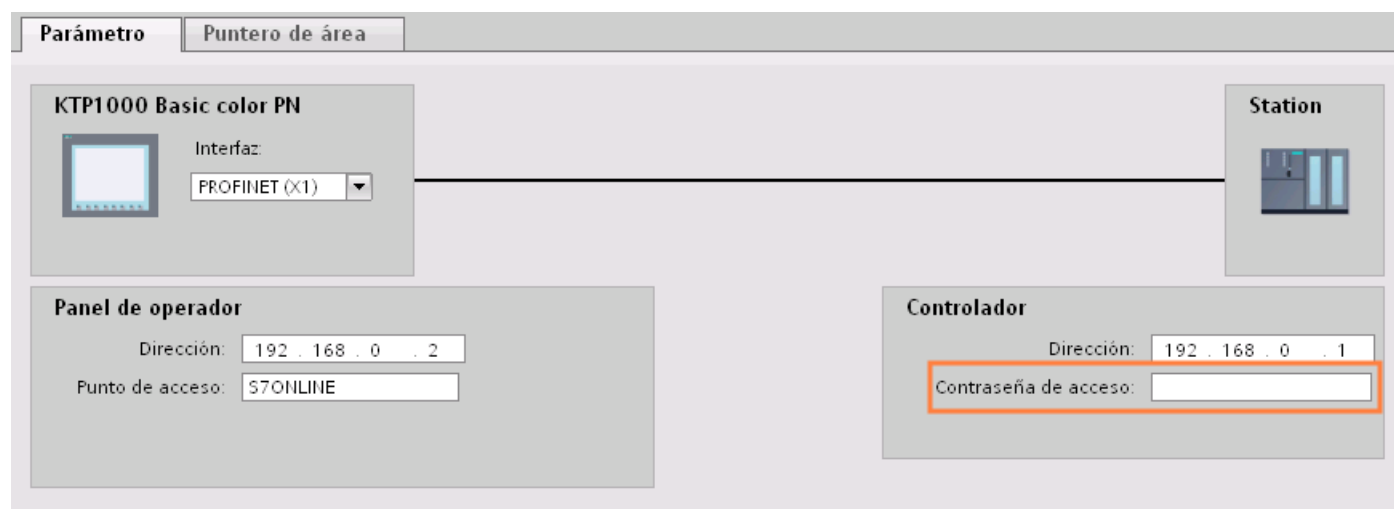 Parámetro Puntero de área
KTP1000 Basic color PN
Interfaz:
PROFINET (X1)
Station
Panel de operador
Dirección: 192 . 168 . 0 . 2
Punto de acceso: S7ONLINE
Controlador
Dirección: 192 . 168 . 0 . 1
Contraseña de acceso: